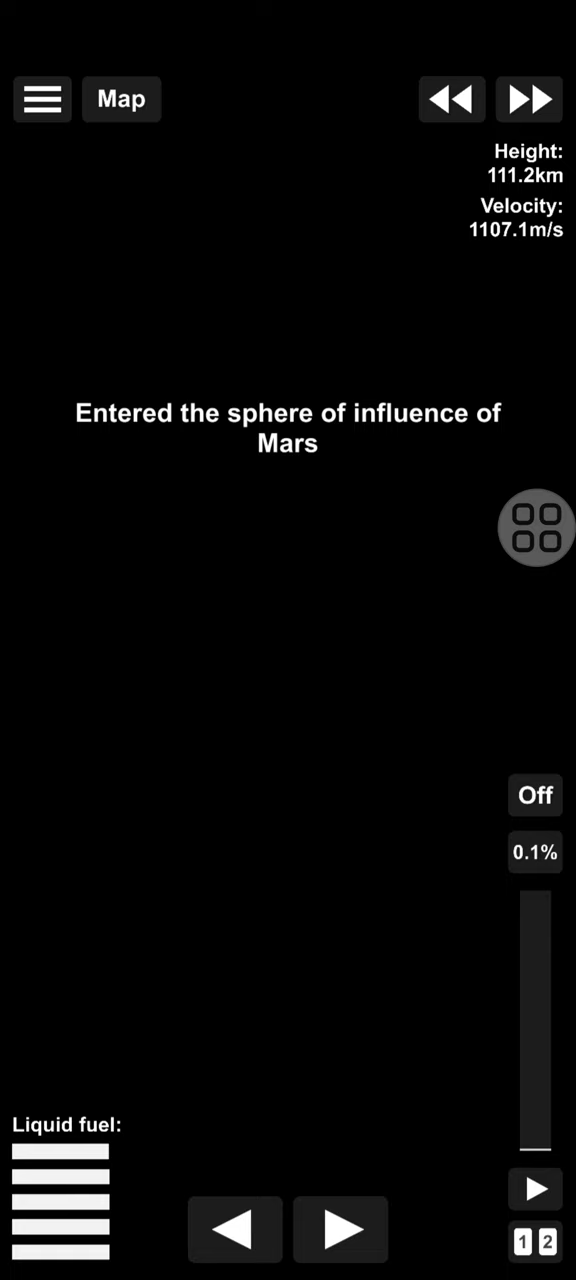 Map
Height:
111.2km
Velocity:
1107.1m/s
Entered the sphere of influence of
Mars
Off
0.1%
Liquid fuel:
1 2